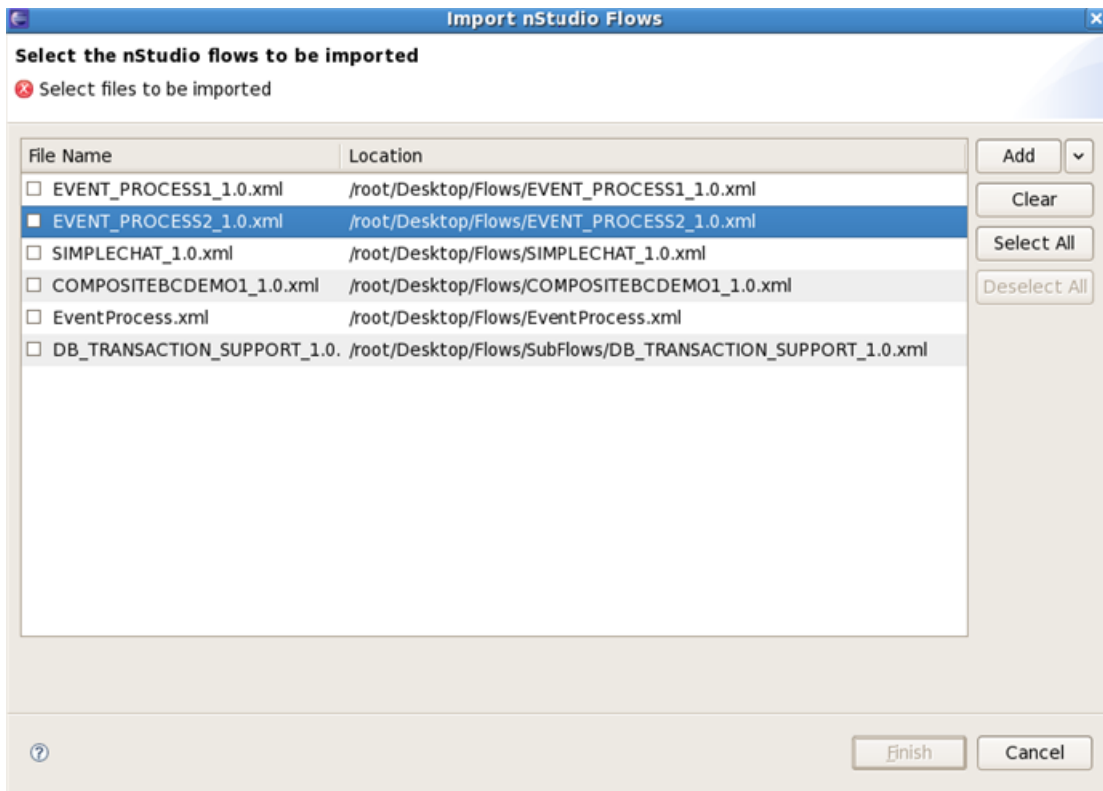 Import nStudio Flows
Select the nStudio flows to be imported
Select files to be imported
File Name Location
EVENT_PROCESS1_1.0.xml /root/Desktop/Flows/EVENT_PROCESS1_1.0.xml
EVENT_PROCESS2_1.0.xml /root/Desktop/Flows/EVENT_PROCESS2_1.0.xml
SIMPLECHAT_1.0.xml /root/Desktop/Flows/SIMPLECHAT_1.0.xml
COMPOSITEBCDEMO1_1.0.xml /root/Desktop/Flows/COMPOSITEBCDEMO1_1.0.xml
EventProcess.xml /root/Desktop/Flows/EventProcess.xml
DB_TRANSACTION_SUPPORT_1.0. /root/Desktop/Flows/SubFlows/DB_TRANSACTION_SUPPORT_1.0.xml
Add
Clear
Select All
Deselect All
Finish Cancel